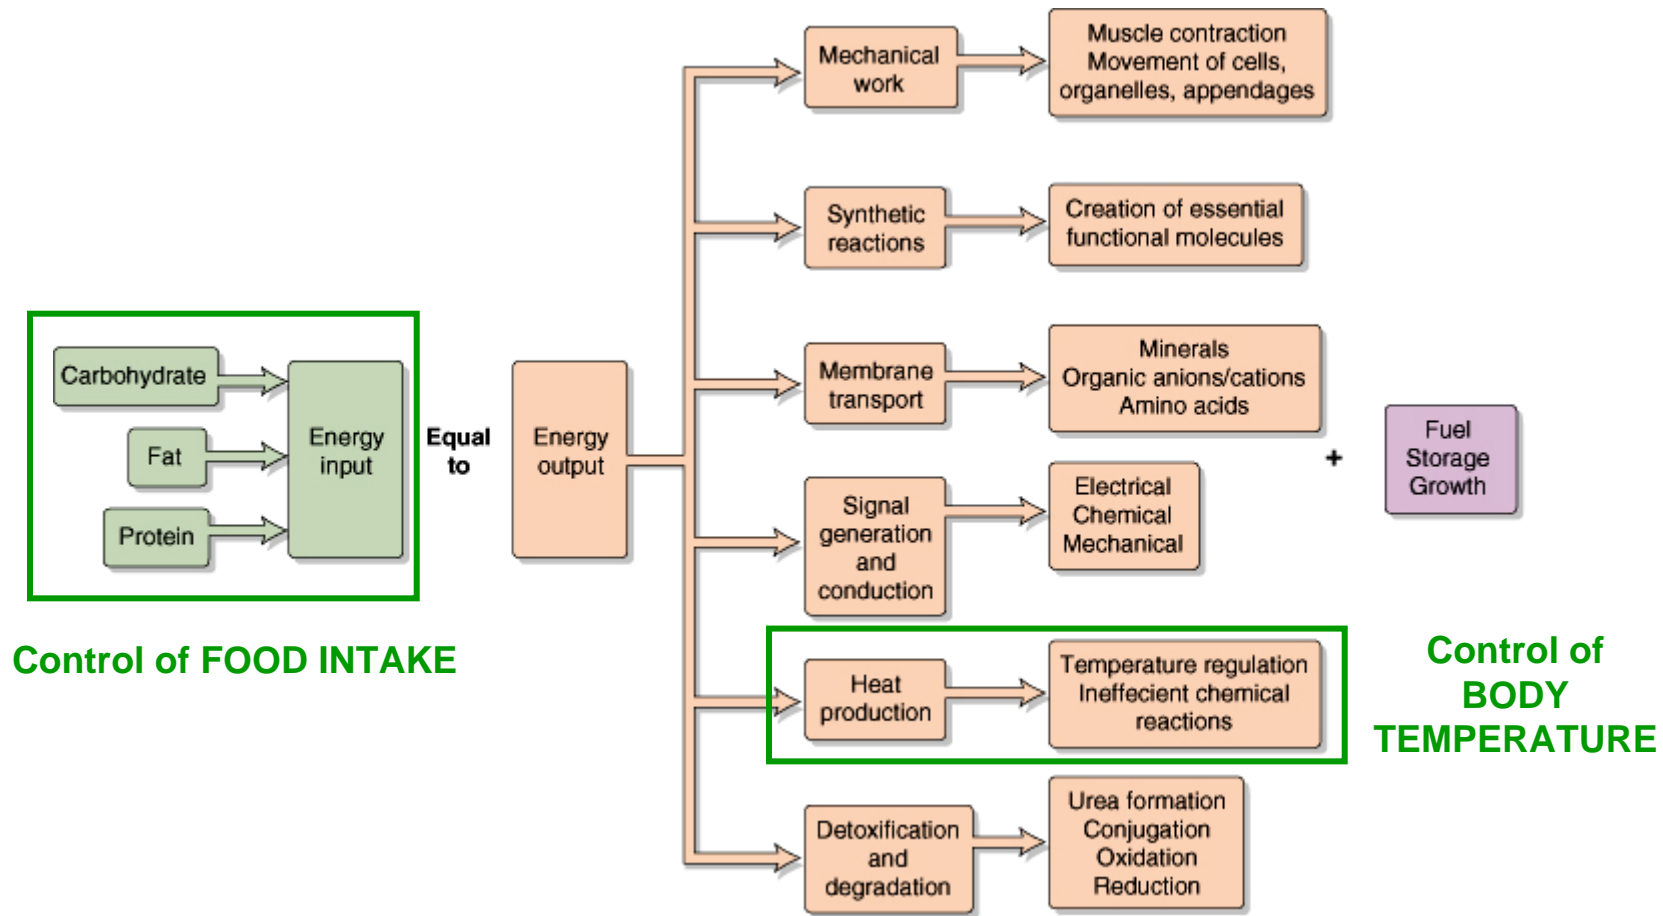 Carbohydrate
Fat
Protein
Energy
input
Control of FOOD INTAKE
Equal
to
Energy
output
Mechanical
work
Muscle contraction
Movement of cells,
organelles, appendages
Synthetic
reactions
Creation of essential
functional molecules
Membrane
transport
Minerals
Organic anions/cations
Amino acids
Signal
generation
and
conduction
Electrical
Chemical
Mechanical
Heat
production
Temperature regulation
Ineffecient chemical
reactions
Detoxification
and
degradation
Urea formation
Conjugation
Oxidation
Reduction
+
Fuel
Storage
Growth
Control of
BODY
TEMPERATURE